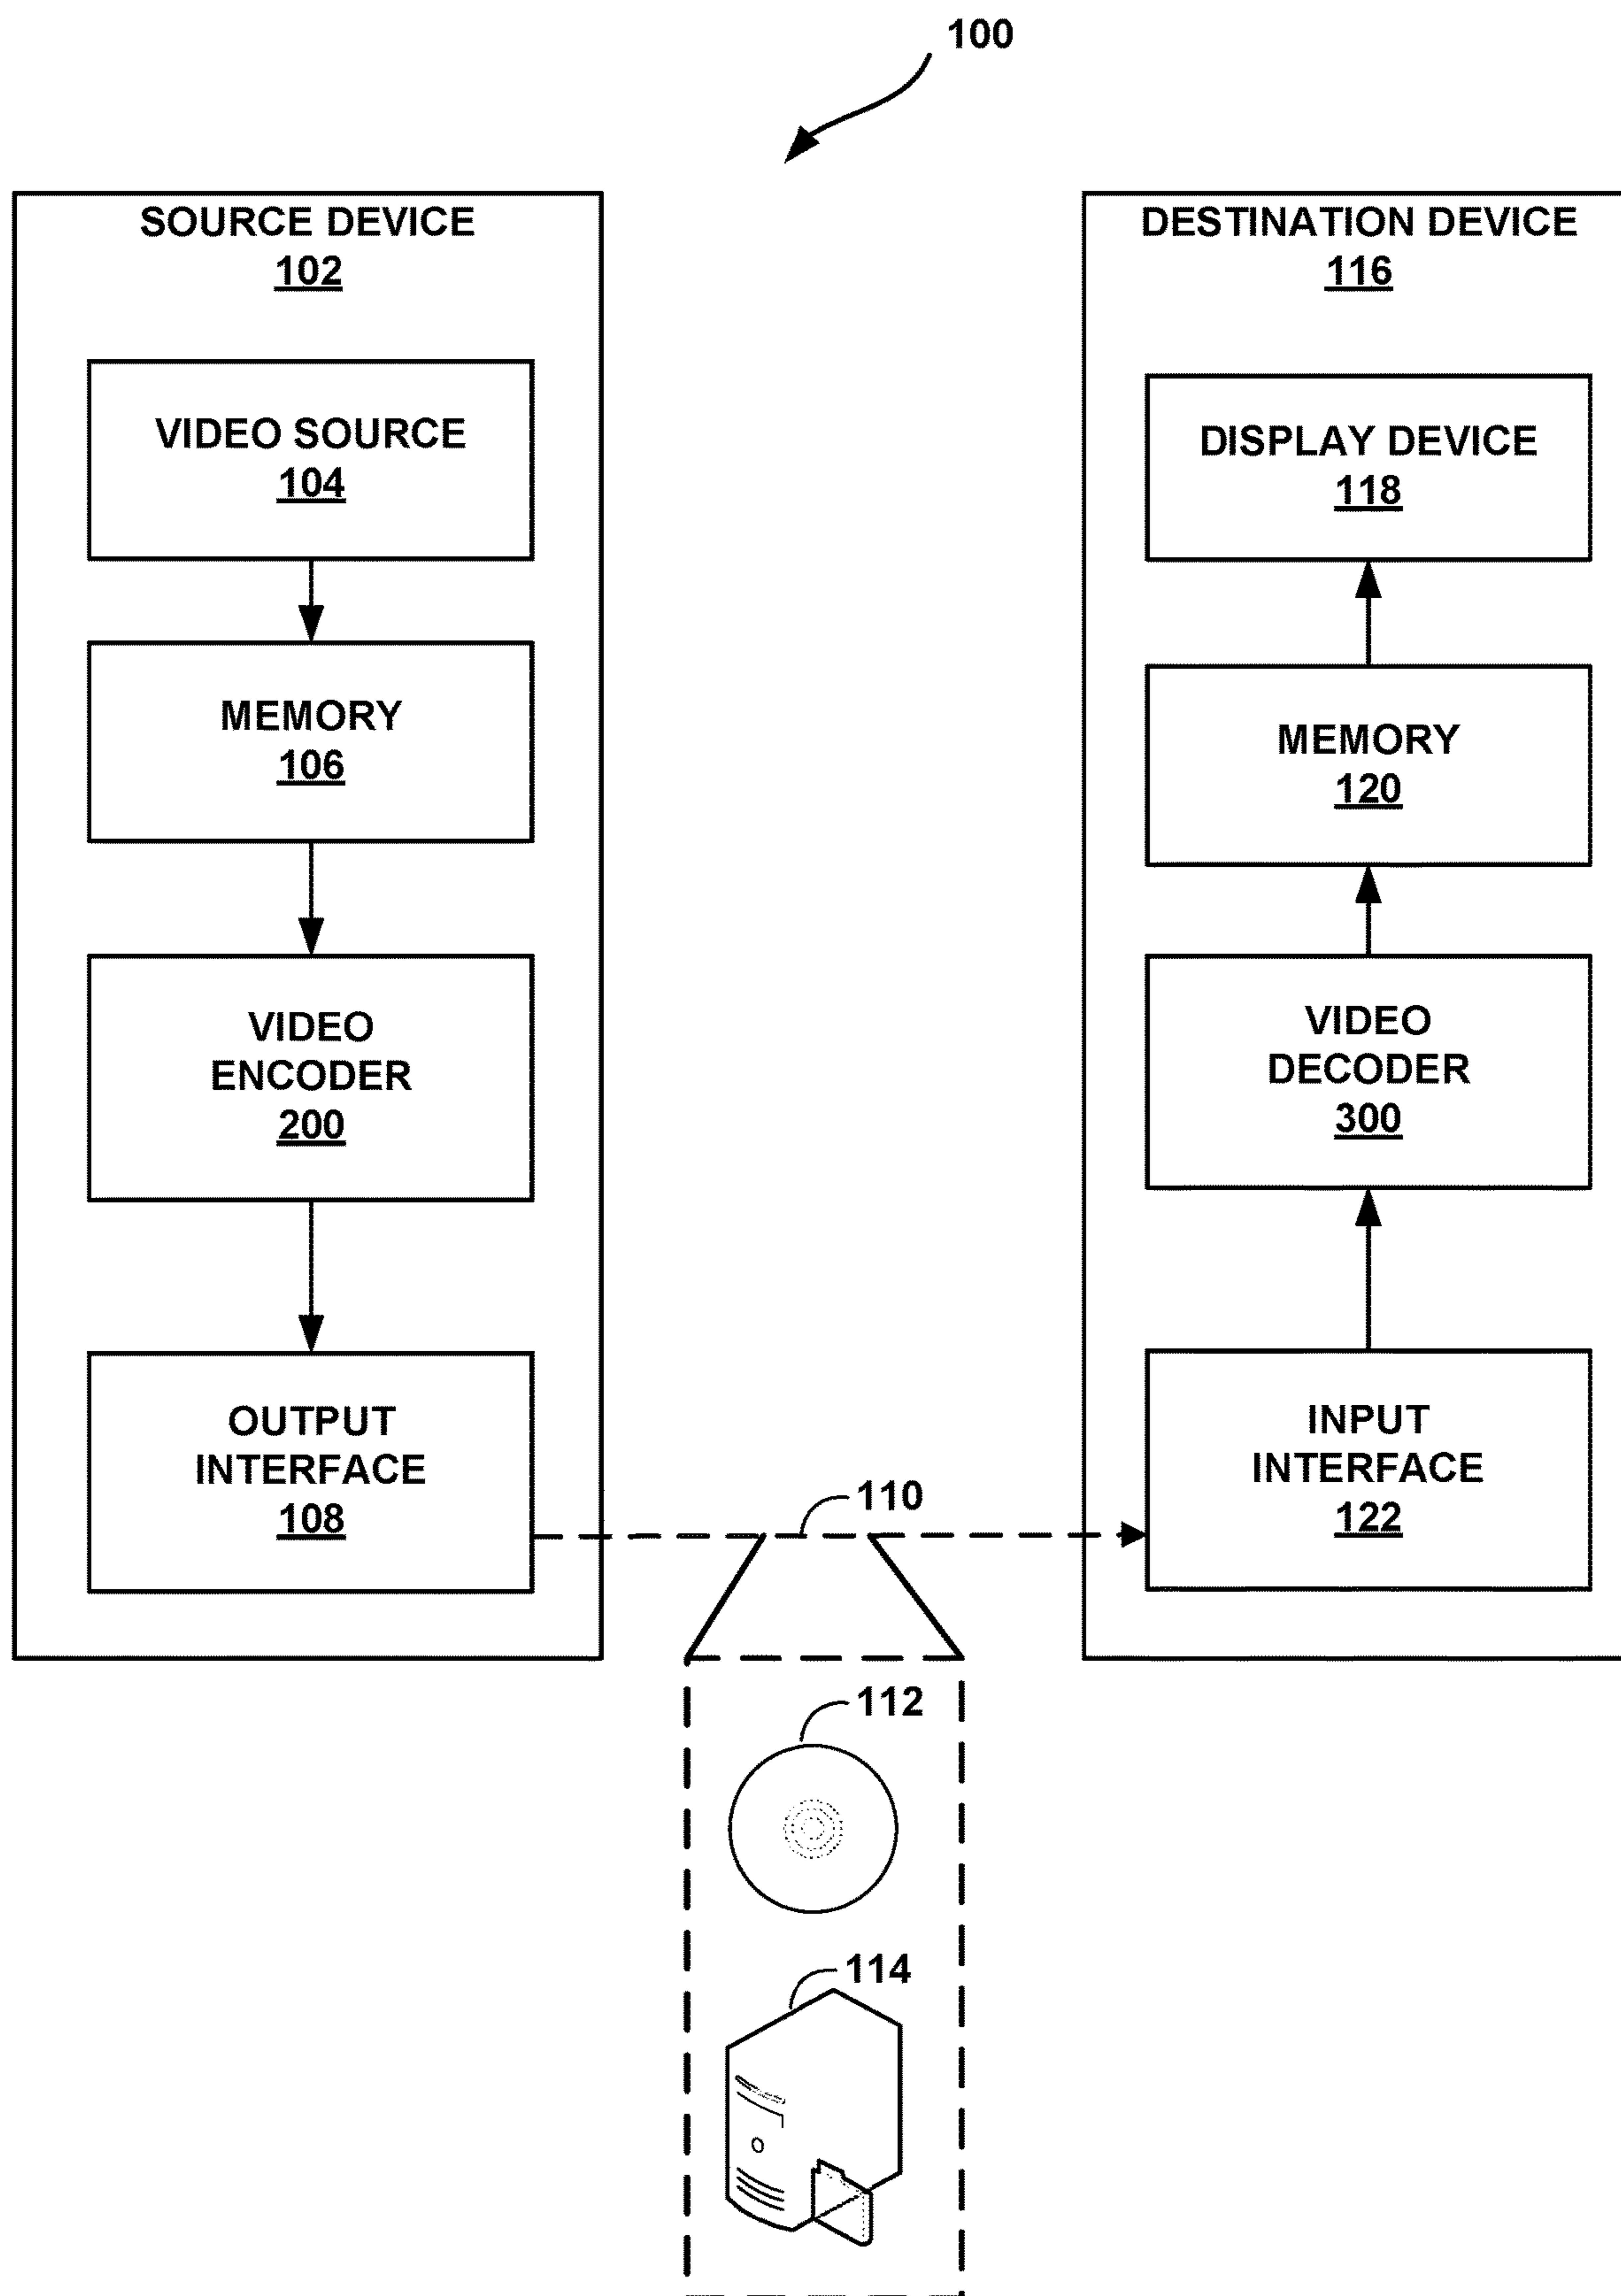 100
SOURCE DEVICE
102
VIDEO SOURCE
104
MEMORY
106
VIDEO
ENCODER
200
OUTPUT
INTERFACE
108
DESTINATION DEVICE
116
DISPLAY DEVICE
118
MEMORY
120
VIDEO
DECODER
300
INPUT
INTERFACE
122
110
112
114